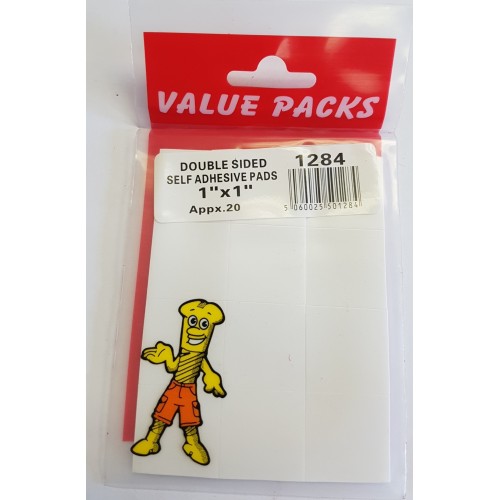 VALUE PACKS
DOUBLE SIDED
SELF ADHESIVE PADS
1"x1"
Appx.20
1284
5 060025 501284